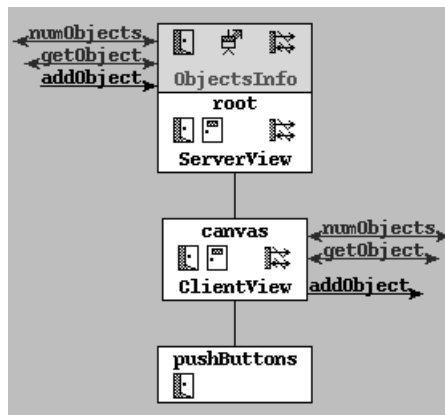 numObjects
getObject
addObject
ObjectsInfo
root
ServerView
canvas
ClientView
numObjects
getObject
addObject
pushButtons